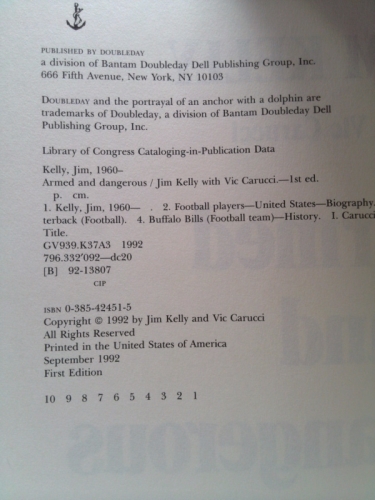 PUBLISHED BY DOUBLEDAY
a division of Bantam Doubleday Dell Publishing Group, Inc.
666 Fifth Avenue, New York, NY 10103
DOUBLEDAY and the portrayal of an anchor with a dolphin are
trademarks of Doubleday, a division of Bantam Doubleday Dell
Publishing Group, Inc.
Library of Congress Cataloging-in-Publication Data
Kelly, Jim, 1960–
Armed and dangerous / Jim Kelly with Vic Carucci.—1st ed.
p. cm.
1. Kelly, Jim, 1960— . 2. Football players—United States—Biography.
terback (Football). 4. Buffalo Bills (Football team)—History. I. Carucci
Title.
GV939.K37A3 1992
796.332'092—dc20
[B] 92-13807
CIP
ISBN 0-385-42451-5
Copyright © 1992 by Jim Kelly and Vic Carucci
All Rights Reserved
Printed in the United States of America
September 1992
First Edition
10 9 8 7 6 5 4 3 2 1